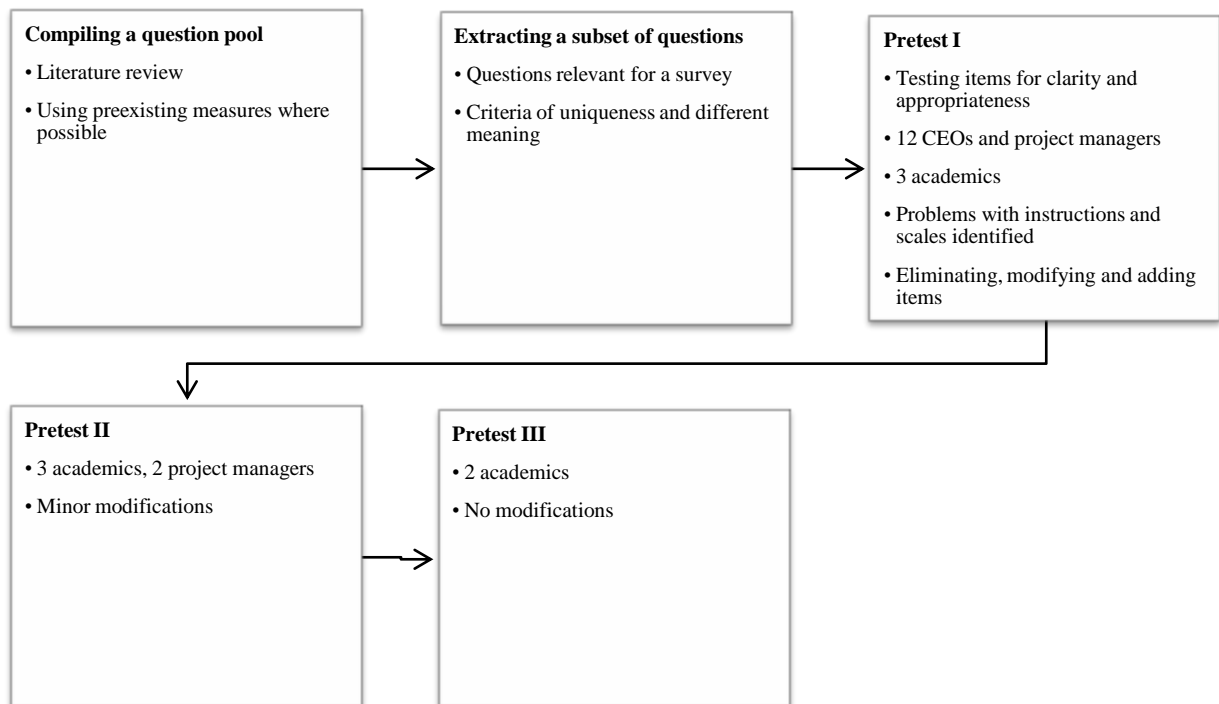 Compiling a question pool
• Literature review
• Using preexisting measures where
possible
Extracting a subset of questions
• Questions relevant for a survey
• Criteria of uniqueness and different
meaning
Pretest I
• Testing items for clarity and
appropriateness
• 12 CEOs and project managers
• 3 academics
• Problems with instructions and
scales identified
• Eliminating, modifying and adding
items
Pretest II
• 3 academics, 2 project managers
• Minor modifications
Pretest III
• 2 academics
• No modifications